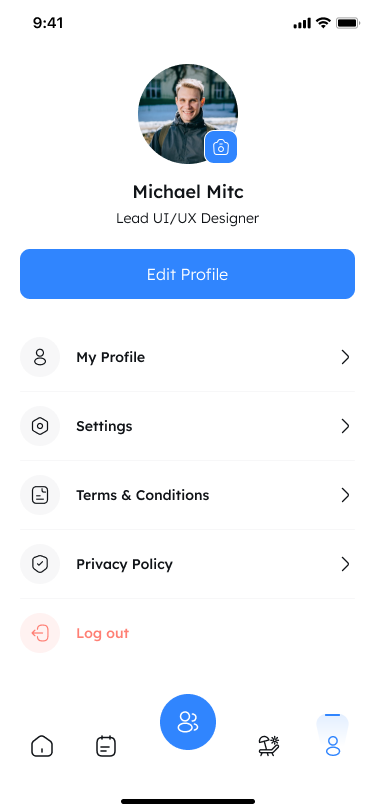 9:41
Michael Mitc
Lead UI/UX Designer
Edit Profile
My Profile
Settings
Terms & Conditions
Privacy Policy
Log out